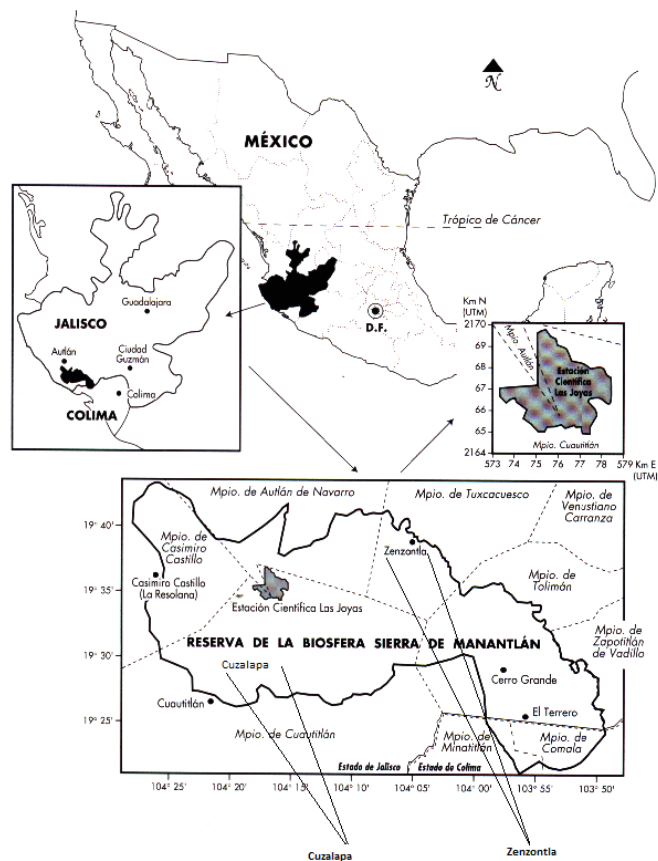 N
MÉXICO
Trópico de Cáncer
D.F.
Guadalajara
JALISCO
Autlán
Ciudad
Guzmán
Colima
COLIMA
Km N
(UTM)
2170
69
68
67
66
65
2164
573 74 75 76 77 78 579
Km E
(UTM)
Mpio. Autlán
Estación
Científica
Las Joyas
Mpio. Cuautitlán
Mpio. de Autlán de Navarro
Mpio. de Tuxcacuesco
Mpio. de
Venustiano
Carranza
19° 40'
19° 35'
19° 30'
19° 25'
Mpio. de
Casimiro
Castillo
Zenzontla
Casimiro Castillo
(La Resolana)
Estación Científica Las Joyas
Mpio. de
Tolimán
RESERVA DE LA BIOSFERA SIERRA DE MANANTLÁN
Mpio. de
Zapotitlán
de Vadillo
Cuzalapa
Cerro Grande
Cuautitlán
El Terrero
Mpio. de Cuautitlán
Mpio. de
Minatitlán
Mpio. de
Comala
Estado de Jalisco
Estado de Colima
104° 25' 104° 20' 104° 15' 104° 10' 104° 05' 104° 00' 103° 55' 103° 50'
Cuzalapa
Zenzontla